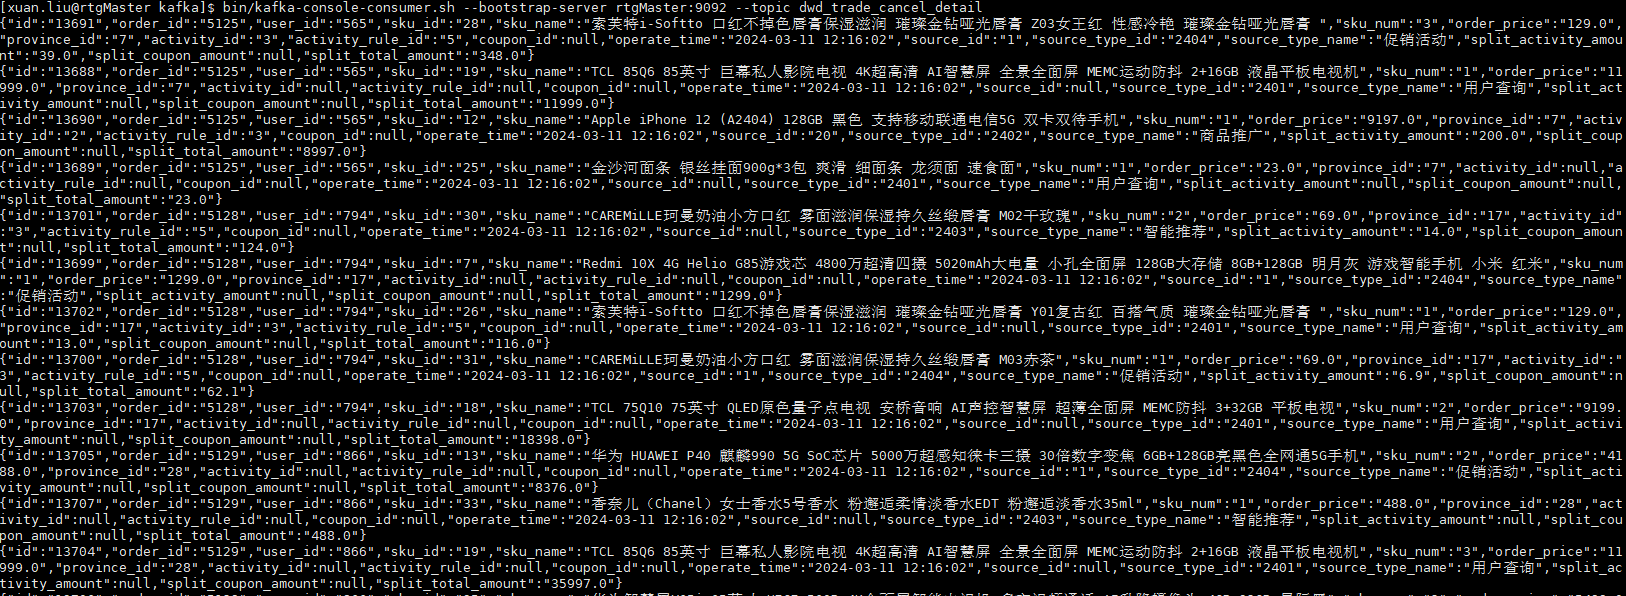 [xuan.liu@rtgMaster kafka]$ bin/kafka-console-consumer.sh --bootstrap-server rtgMaster:9092 --topic dwd_trade_cancel_detail
{"id":"13691","order_id":"5125","user_id":"565","sku_id":"28","sku_name":"索芙特i-Softto 口红不掉色唇膏保湿滋润 璀璨金钻哑光唇膏 Z03女王红 性感冷艳 璀璨金钻哑光唇膏 ","sku_num":"3","order_price":"129.0",
"province_id":"7","activity_id":"3","activity_rule_id":"5","coupon_id":null,"operate_time":"2024-03-11 12:16:02","source_id":"1","source_type_id":"2404","source_type_name":"促销活动","split_activity_amou
nt":"39.0","split_coupon_amount":null,"split_total_amount":"348.0"}
{"id":"13688","order_id":"5125","user_id":"565","sku_id":"19","sku_name":"TCL 85Q6 85英寸 巨幕私人影院电视 4K超高清 AI智慧屏 全景全面屏 MEMC运动防抖 2+16GB 液晶平板电视机","sku_num":"1","order_price":"11
999.0","province_id":"7","activity_id":null,"activity_rule_id":null,"coupon_id":null,"operate_time":"2024-03-11 12:16:02","source_id":null,"source_type_id":"2401","source_type_name":"用户查询","split_act
ivity_amount":null,"split_coupon_amount":null,"split_total_amount":"11999.0"}
{"id":"13690","order_id":"5125","user_id":"565","sku_id":"12","sku_name":"Apple iPhone 12 (A2404) 128GB 黑色 支持移动联通电信5G 双卡双待手机","sku_num":"1","order_price":"9197.0","province_id":"7","activ
ity_id":"2","activity_rule_id":"3","coupon_id":null,"operate_time":"2024-03-11 12:16:02","source_id":"20","source_type_id":"2402","source_type_name":"商品推广","split_activity_amount":"200.0","split_coup
on_amount":null,"split_total_amount":"8997.0"}
{"id":"13689","order_id":"5125","user_id":"565","sku_id":"25","sku_name":"金沙河面条 银丝挂面900g*3包 爽滑 细面条 龙须面 速食面","sku_num":"1","order_price":"23.0","province_id":"7","activity_id":null,"a
ctivity_rule_id":null,"coupon_id":null,"operate_time":"2024-03-11 12:16:02","source_id":null,"source_type_id":"2401","source_type_name":"用户查询","split_activity_amount":null,"split_coupon_amount":null,
"split_total_amount":"23.0"}
{"id":"13701","order_id":"5128","user_id":"794","sku_id":"30","sku_name":"CAREMiLLE珂曼奶油小方口红 雾面滋润保湿持久丝缎唇膏 M02干玫瑰","sku_num":"2","order_price":"69.0","province_id":"17","activity_id"
:"3","activity_rule_id":"5","coupon_id":null,"operate_time":"2024-03-11 12:16:02","source_id":null,"source_type_id":"2403","source_type_name":"智能推荐","split_activity_amount":"14.0","split_coupon_amoun
t":null,"split_total_amount":"124.0"}
{"id":"13699","order_id":"5128","user_id":"794","sku_id":"7","sku_name":"Redmi 10X 4G Helio G85游戏芯 4800万超清四摄 5020mAh大电量 小孔全面屏 128GB大存储 8GB+128GB 明月灰 游戏智能手机 小米 红米","sku_num"
:"1","order_price":"1299.0","province_id":"17","activity_id":null,"activity_rule_id":null,"coupon_id":null,"operate_time":"2024-03-11 12:16:02","source_id":"1","source_type_id":"2404","source_type_name"
:"促销活动","split_activity_amount":null,"split_coupon_amount":null,"split_total_amount":"1299.0"}
{"id":"13702","order_id":"5128","user_id":"794","sku_id":"26","sku_name":"索芙特i-Softto 口红不掉色唇膏保湿滋润 璀璨金钻哑光唇膏 Y01复古红 百搭气质 璀璨金钻哑光唇膏 ","sku_num":"1","order_price":"129.0",
"province_id":"17","activity_id":"3","activity_rule_id":"5","coupon_id":null,"operate_time":"2024-03-11 12:16:02","source_id":null,"source_type_id":"2401","source_type_name":"用户查询","split_activity_am
ount":"13.0","split_coupon_amount":null,"split_total_amount":"116.0"}
{"id":"13700","order_id":"5128","user_id":"794","sku_id":"31","sku_name":"CAREMiLLE珂曼奶油小方口红 雾面滋润保湿持久丝缎唇膏 M03赤茶","sku_num":"1","order_price":"69.0","province_id":"17","activity_id":"
3","activity_rule_id":"5","coupon_id":null,"operate_time":"2024-03-11 12:16:02","source_id":"1","source_type_id":"2404","source_type_name":"促销活动","split_activity_amount":"6.9","split_coupon_amount":n
ull,"split_total_amount":"62.1"}
{"id":"13703","order_id":"5128","user_id":"794","sku_id":"18","sku_name":"TCL 75Q10 75英寸 QLED原色量子点电视 安桥音响 AI声控智慧屏 超薄全面屏 MEMC防抖 3+32GB 平板电视","sku_num":"2","order_price":"9199.
0","province_id":"17","activity_id":null,"activity_rule_id":null,"coupon_id":null,"operate_time":"2024-03-11 12:16:02","source_id":null,"source_type_id":"2401","source_type_name":"用户查询","split_activi
ty_amount":null,"split_coupon_amount":null,"split_total_amount":"18398.0"}
{"id":"13705","order_id":"5129","user_id":"866","sku_id":"13","sku_name":"华为 HUAWEI P40 麒麟990 5G SoC芯片 5000万超感知徕卡三摄 30倍数字变焦 6GB+128GB亮黑色全网通5G手机","sku_num":"2","order_price":"41
88.0","province_id":"28","activity_id":null,"activity_rule_id":null,"coupon_id":null,"operate_time":"2024-03-11 12:16:02","source_id":"1","source_type_id":"2404","source_type_name":"促销活动","split_acti
vity_amount":null,"split_coupon_amount":null,"split_total_amount":"8376.0"}
{"id":"13707","order_id":"5129","user_id":"866","sku_id":"33","sku_name":"香奈儿（Chanel）女士香水5号香水 粉邂逅柔情淡香水EDT 粉邂逅淡香水35ml","sku_num":"1","order_price":"488.0","province_id":"28","act
ivity_id":null,"activity_rule_id":null,"coupon_id":null,"operate_time":"2024-03-11 12:16:02","source_id":null,"source_type_id":"2403","source_type_name":"智能推荐","split_activity_amount":null,"split_cou
pon_amount":null,"split_total_amount":"488.0"}
{"id":"13704","order_id":"5129","user_id":"866","sku_id":"19","sku_name":"TCL 85Q6 85英寸 巨幕私人影院电视 4K超高清 AI智慧屏 全景全面屏 MEMC运动防抖 2+16GB 液晶平板电视机","sku_num":"3","order_price":"11
999.0","province_id":"28","activity_id":null,"activity_rule_id":null,"coupon_id":null,"operate_time":"2024-03-11 12:16:02","source_id":null,"source_type_id":"2401","source_type_name":"用户查询","split_ac
tivity_amount":null,"split_coupon_amount":null,"split_total_amount":"35997.0"}